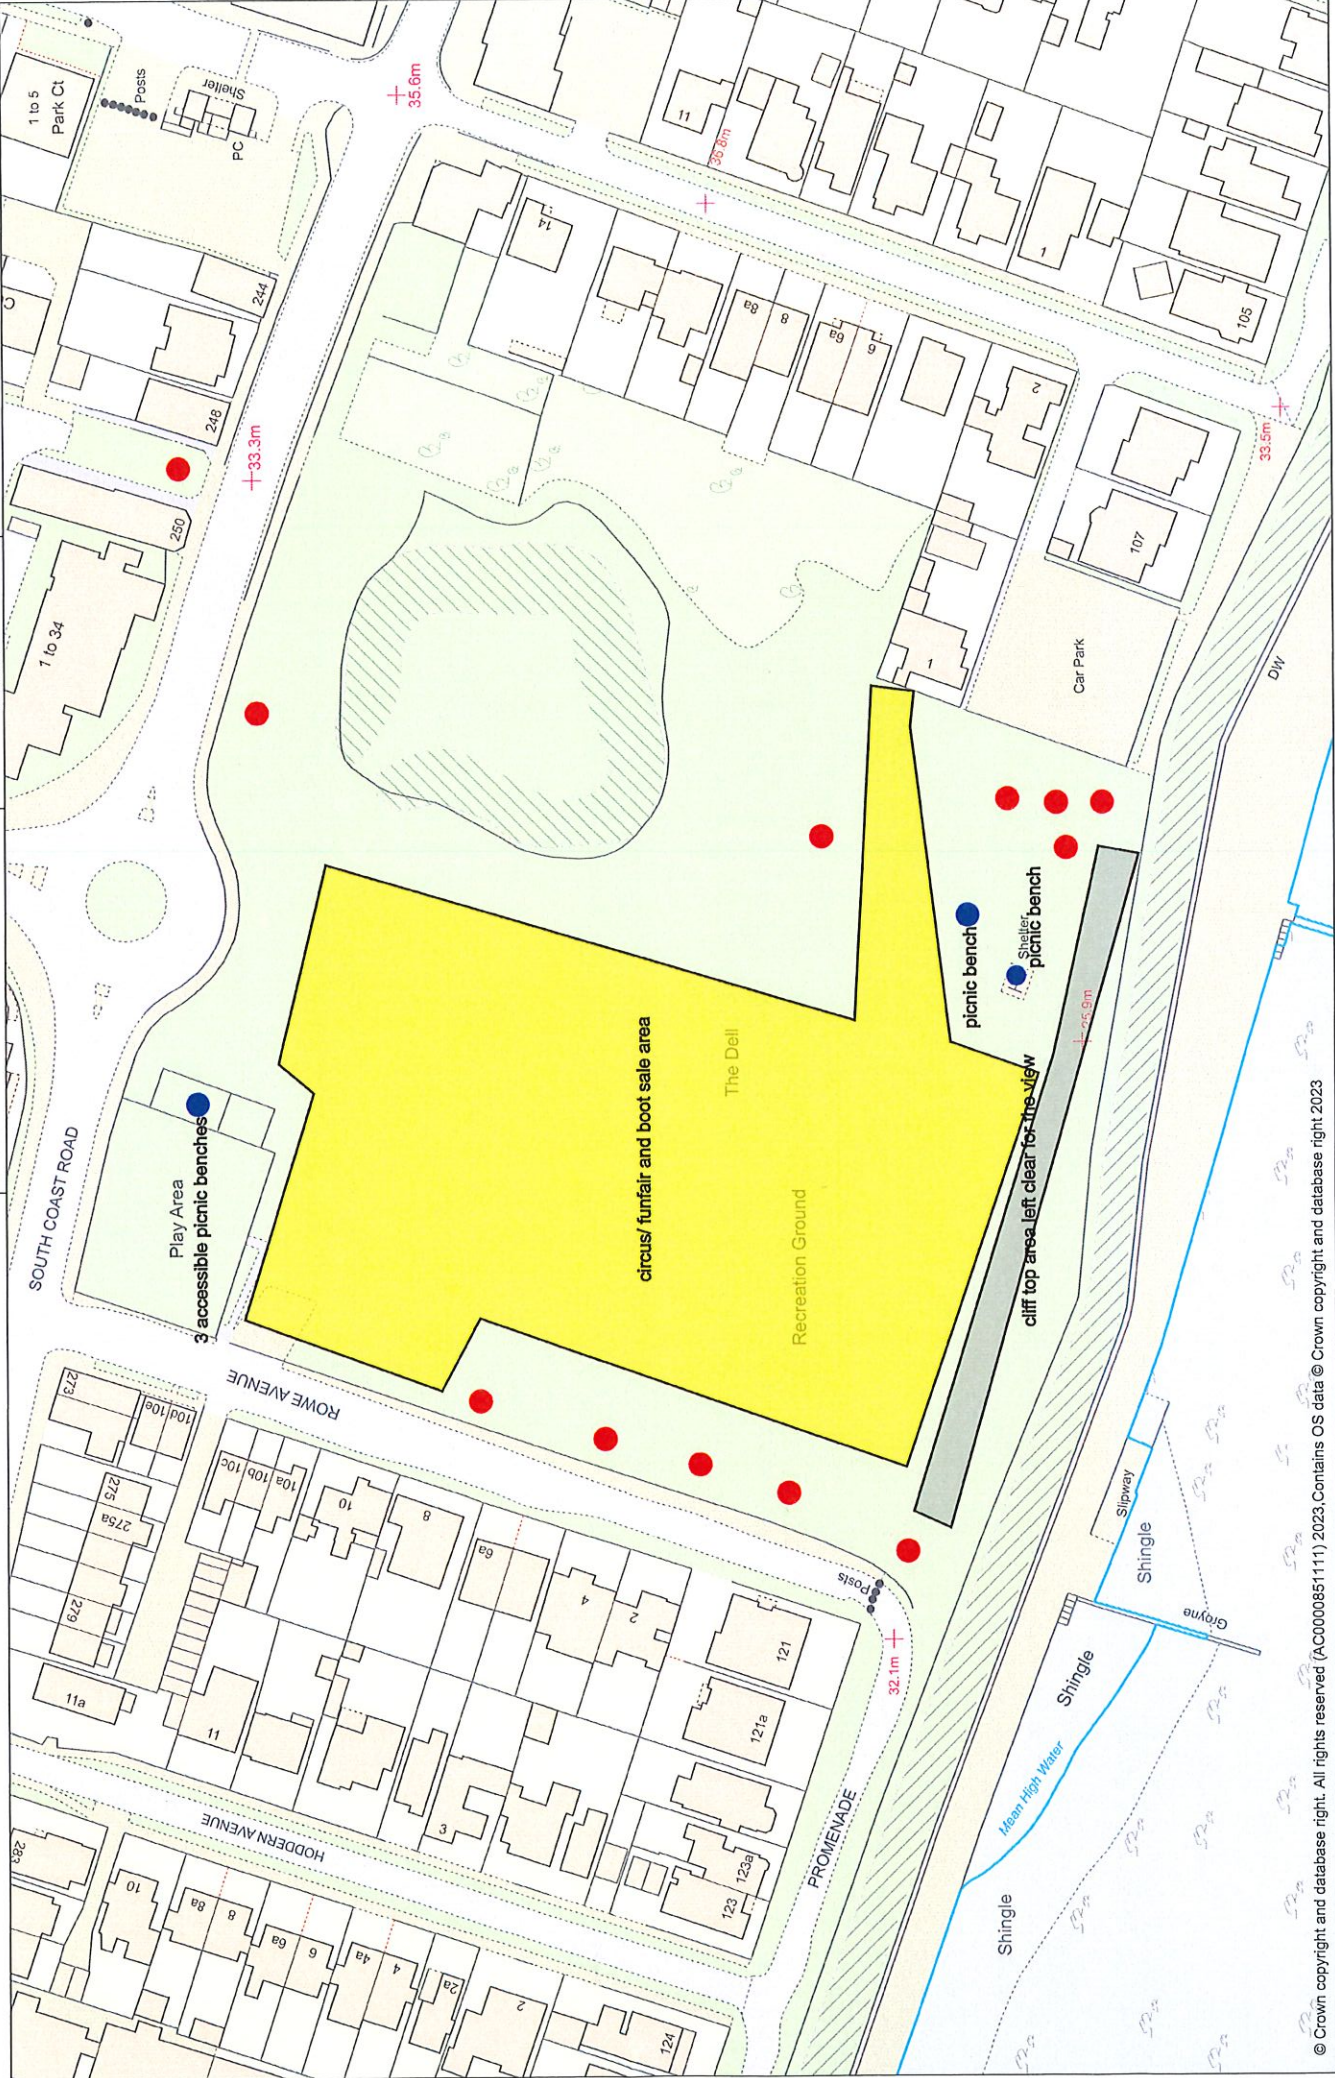 1 to 5
Park Ct
Posts
Shelter
PC
35.6m
11
36.8m
14
8a
8
6a
6
2
1
105
33.5m
107
244
248
33.3m
250
1 to 34
1
Car Park
DW
SOUTH COAST ROAD
Play Area
3 accessible picnic benches
circus/ funfair and boot sale area
The Dell
Recreation Ground
picnic bench
Shelter
picnic bench
25.9m
cliff top area left clear for the view
ROWE AVENUE
273
10d
10e
275
275a
279
10c
10b
10a
10
8
6a
4
2
11a
11
3
121
121a
123a
123
Posts
32.1m
PROMENADE
HODDERN AVENUE
283
10
8a
8
6a
6
4a
4
2a
2
124
Slipway
Shingle
Groyne
Shingle
Mean High Water
Shingle
© Crown copyright and database right. All rights reserved (AC0000851111) 2023,Contains OS data © Crown copyright and database right 2023